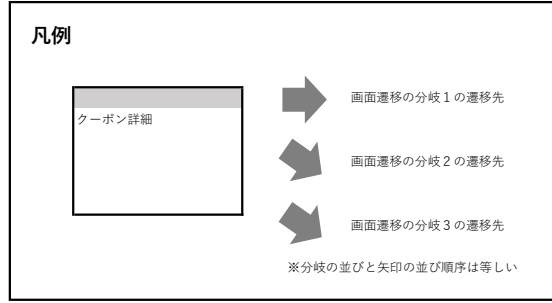 凡例
クーポン詳細
画面遷移の分岐１の遷移先
画面遷移の分岐２の遷移先
画面遷移の分岐３の遷移先
※分岐の並びと矢印の並び順序は等しい